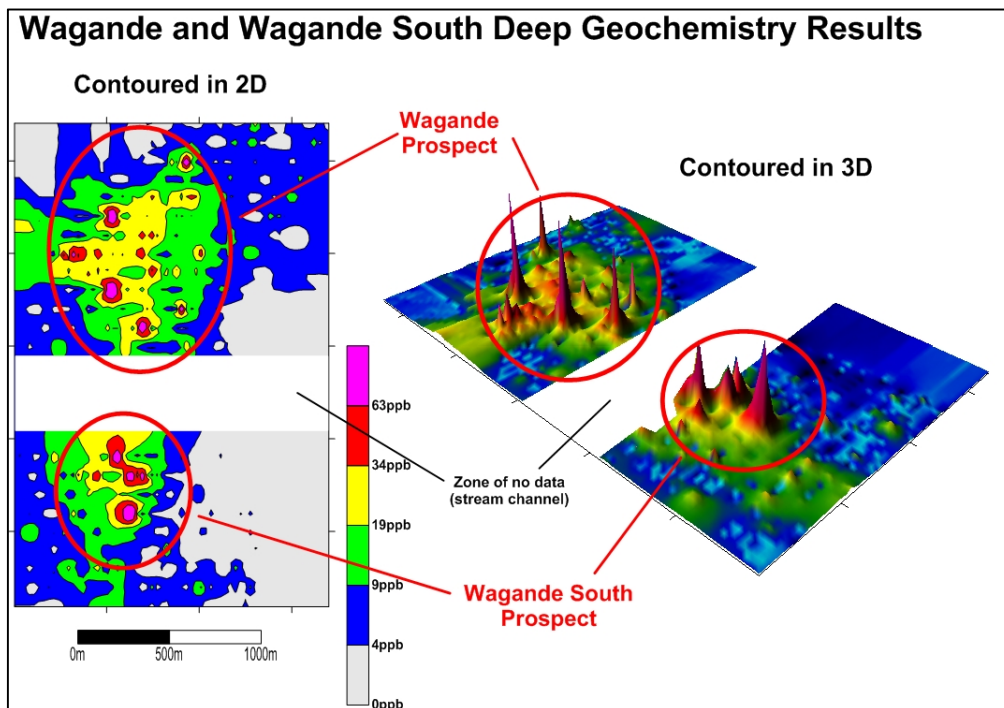 Wagande and Wagande South Deep Geochemistry Results
Contoured in 2D
Wagande
Prospect
Contoured in 3D
63ppb
34ppb
19ppb
9ppb
4ppb
0ppb
Zone of no data
(stream channel)
Wagande South
Prospect
0m
500m
1000m